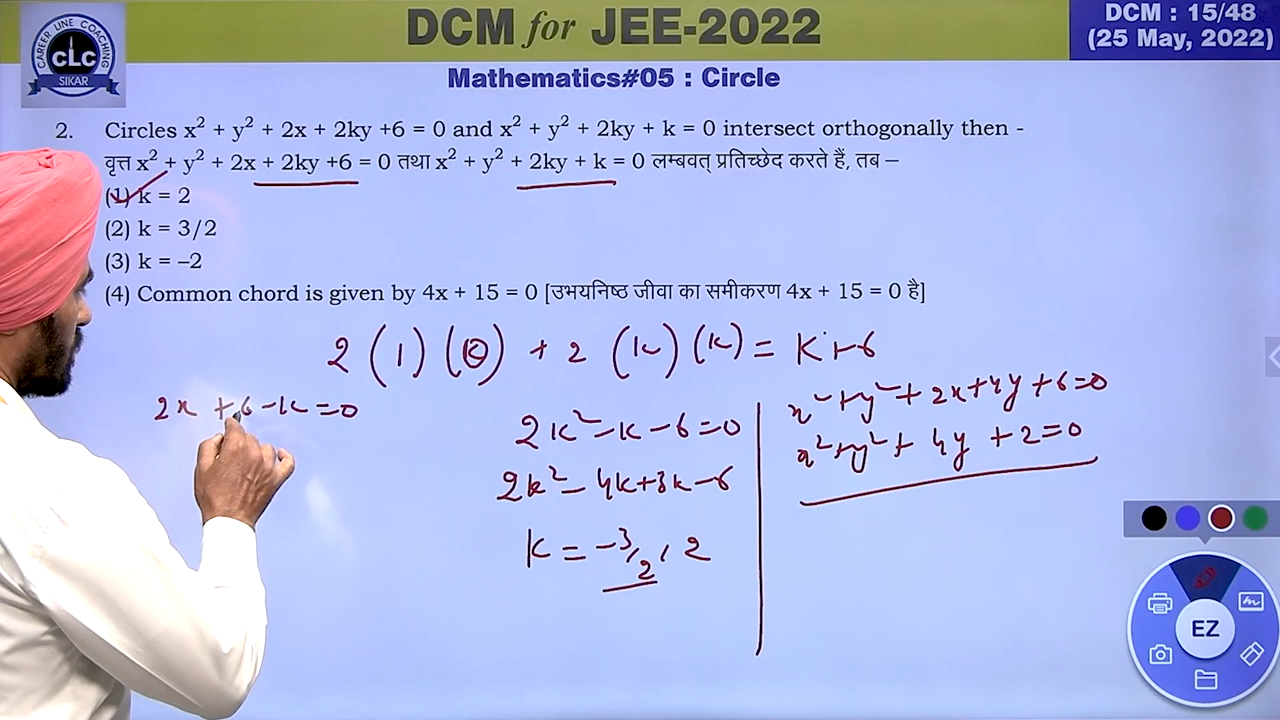 CAREER LINE COACHING
CLC
SIKAR
DCM for JEE-2022
DCM : 15/48
(25 May, 2022)
Mathematics#05 : Circle
2. Circles x² + y² + 2x + 2ky +6 = 0 and x² + y² + 2ky + k = 0 intersect orthogonally then -
वृत्त x² + y² + 2x + 2ky +6 = 0 तथा x² + y² + 2ky + k = 0 लम्बवत् प्रतिच्छेद करते हैं, तब –
(1) k = 2
(2) k = 3/2
(3) k = –2
(4) Common chord is given by 4x + 15 = 0 [उभयनिष्ठ जीवा का समीकरण 4x + 15 = 0 है]
2 (1) (0) + 2 (k) (k) = k + 6
2x + 6 - k = 0
2k² - k - 6 = 0
2k² - 4k + 3k - 6
k = -3/2, 2
x² + y² + 2x + 4y + 6 = 0
x² + y² + 4y + 2 = 0
EZ